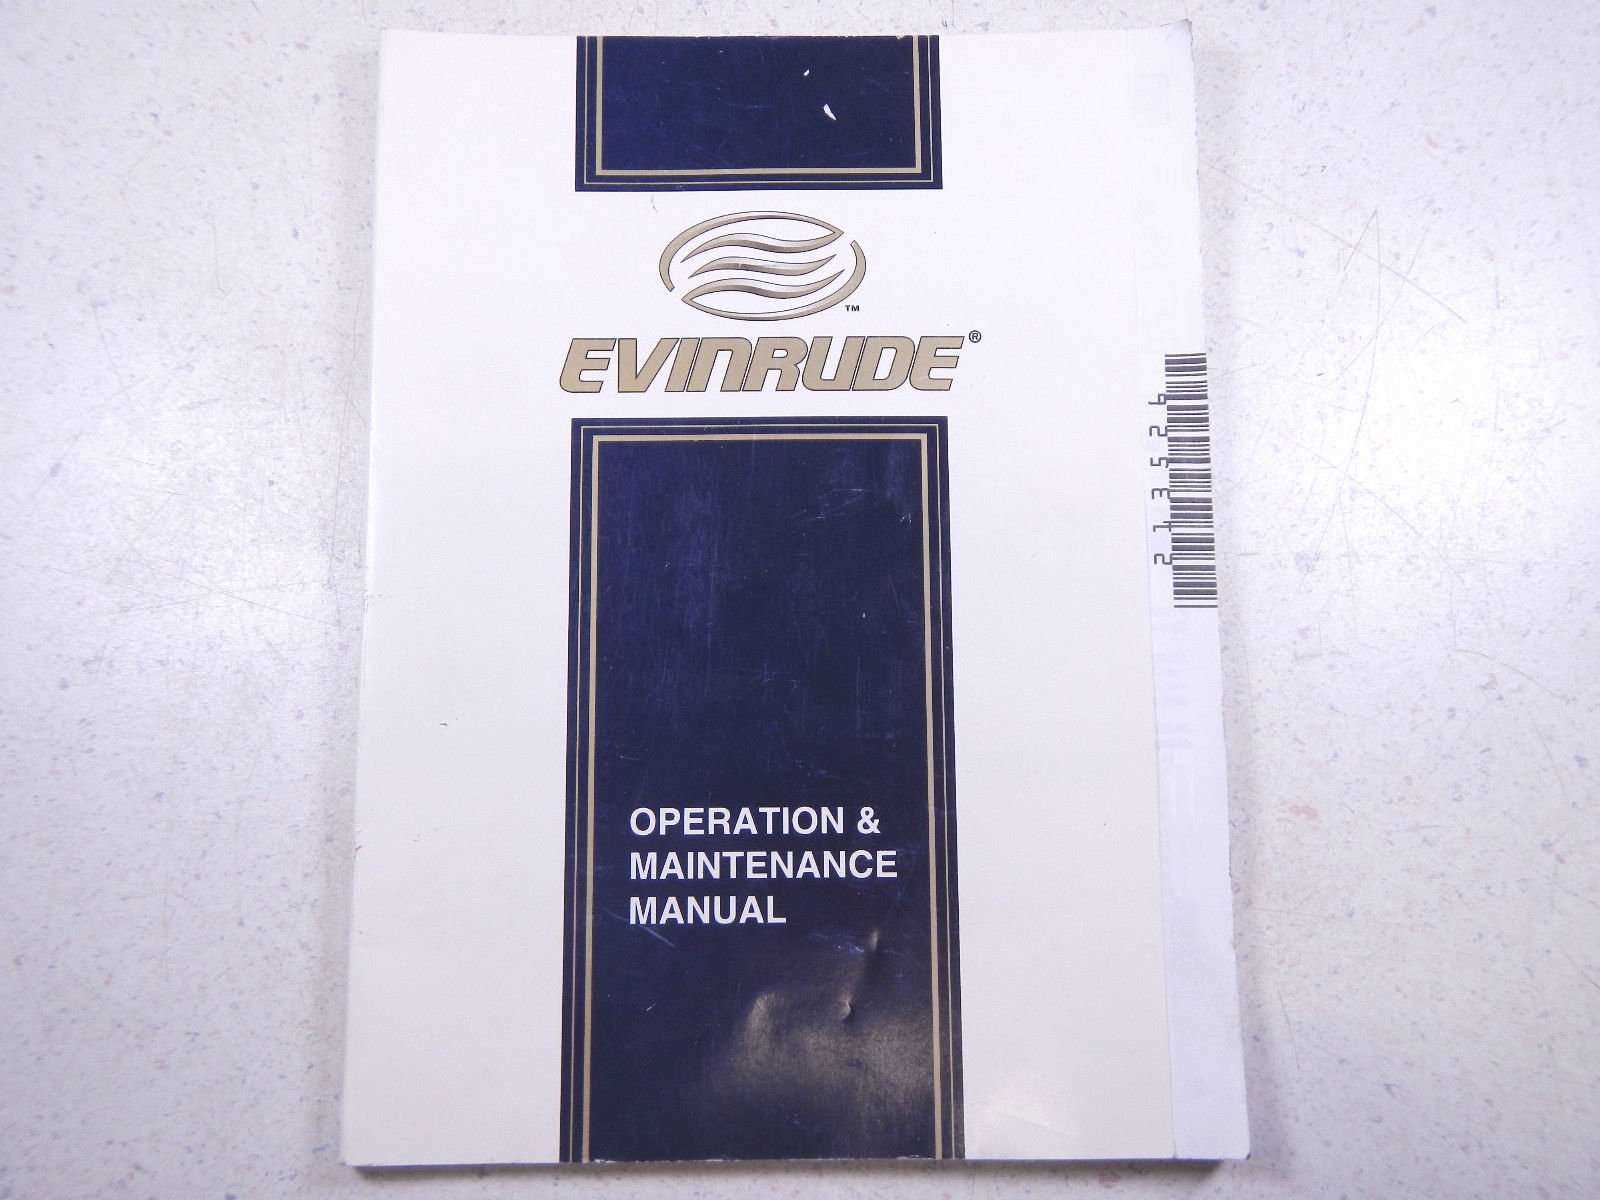 TM
EVINRUDE®
OPERATION &
MAINTENANCE
MANUAL
213526